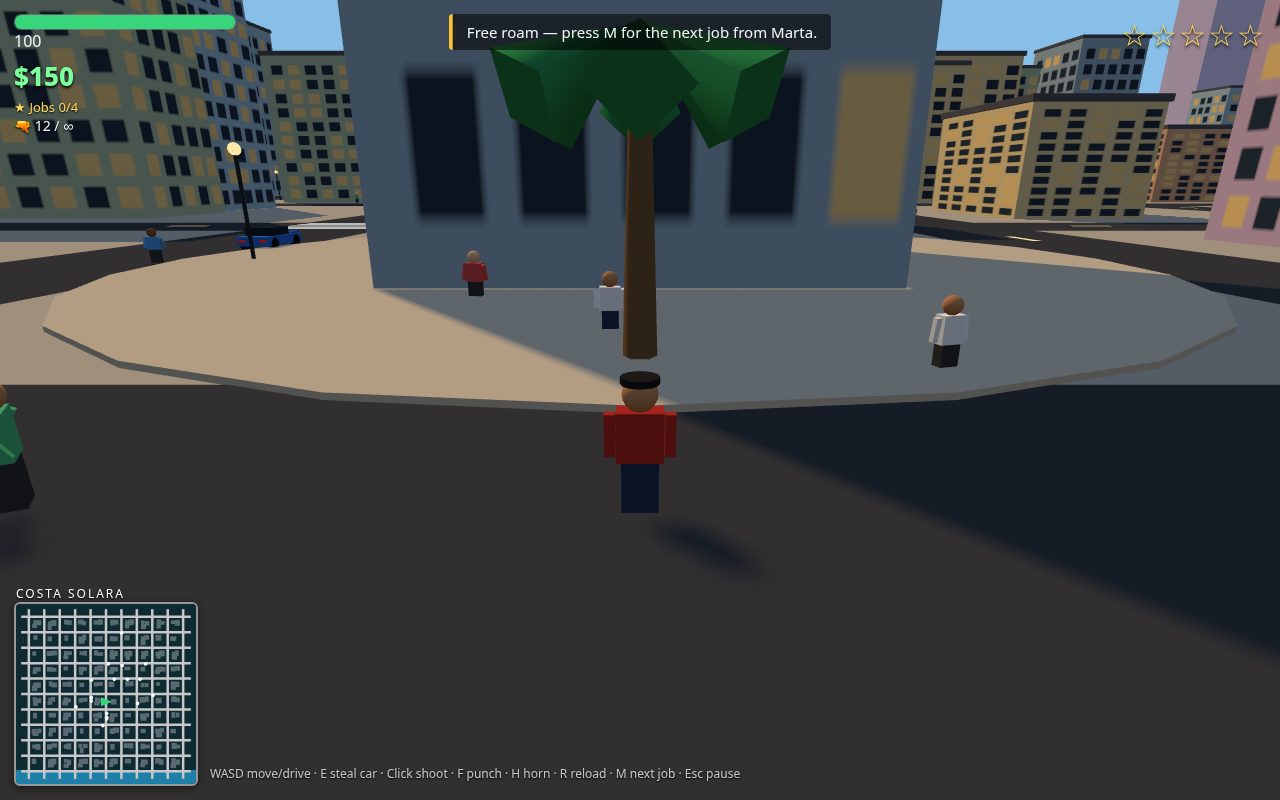 Free roam — press M for the next job from Marta.
100
$150
★ Jobs 0/4
12 / ∞
COSTA SOLARA
WASD move/drive · E steal car · Click shoot · F punch · H horn · R reload · M next job · Esc pause